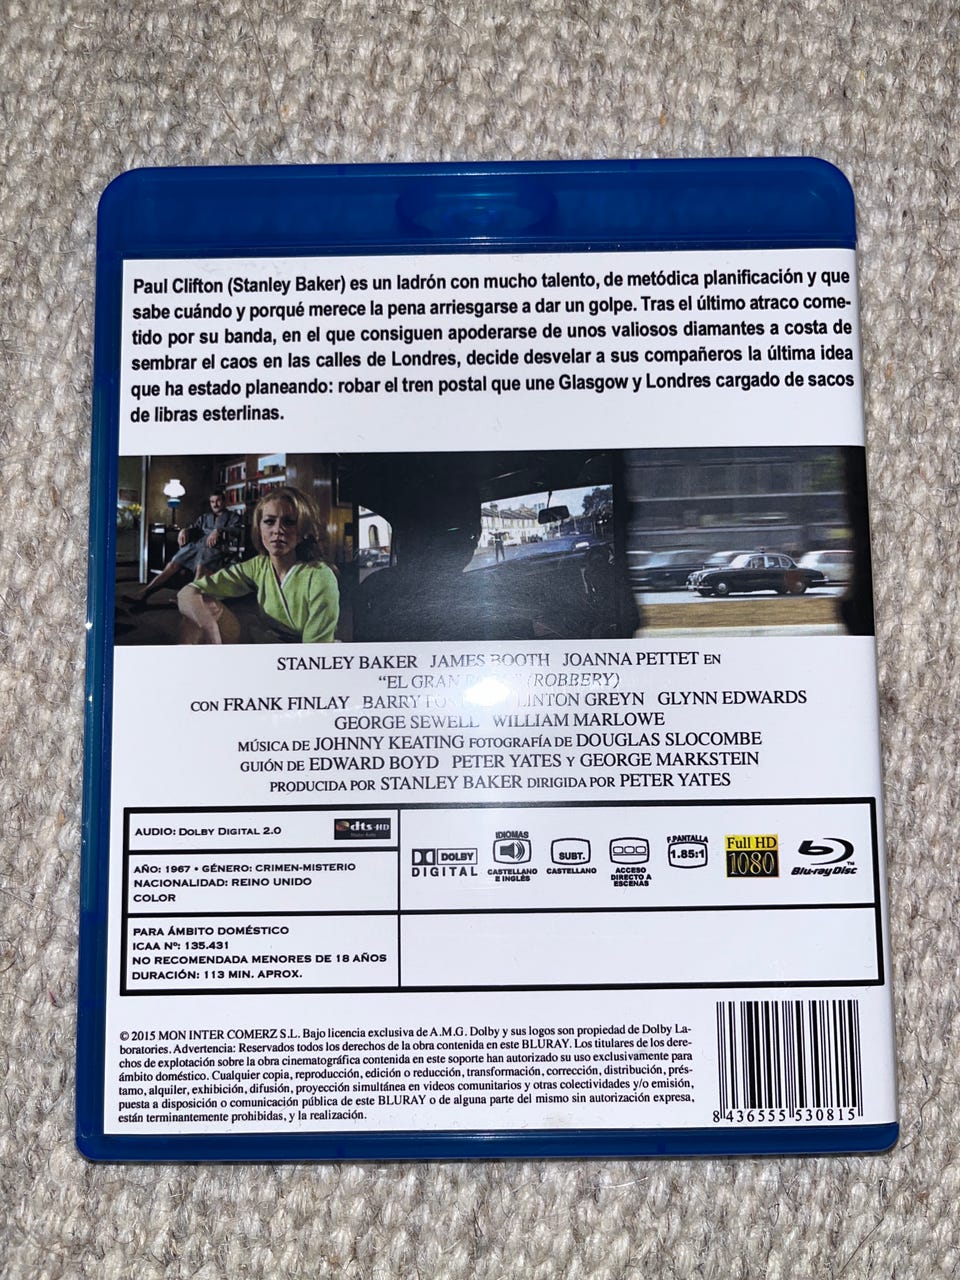 Paul Clifton (Stanley Baker) es un ladrón con mucho talento, de metódica planificación y que
sabe cuándo y porqué merece la pena arriesgarse a dar un golpe. Tras el último atraco come-
tido por su banda, en el que consiguen apoderarse de unos valiosos diamantes a costa de
sembrar el caos en las calles de Londres, decide desvelar a sus compañeros la última idea
que ha estado planeando: robar el tren postal que une Glasgow y Londres cargado de sacos
de libras esterlinas.
STANLEY BAKER JAMES BOOTH JOANNA PETTET EN
“EL GRAN (ROBBERY)
CON FRANK FINLAY BARRY LINTON GREYN GLYNN EDWARDS
GEORGE SEWELL WILLIAM MARLOWE
MÚSICA DE JOHNNY KEATING FOTOGRAFÍA DE DOUGLAS SLOCOMBE
GUIÓN DE EDWARD BOYD PETER YATES Y GEORGE MARKSTEIN
PRODUCIDA POR STANLEY BAKER DIRIGIDA POR PETER YATES
AUDIO: DOLBY DIGITAL 2.0
dts-HD
Master Audio
AÑO: 1967 • GÉNERO: CRIMEN-MISTERIO
NACIONALIDAD: REINO UNIDO
COLOR
PARA ÁMBITO DOMÉSTICO
ICAA Nº: 135.431
NO RECOMENDADA MENORES DE 18 AÑOS
DURACIÓN: 113 MIN. APROX.
DOLBY
DIGITAL
IDIOMAS
CASTELLANO
E INGLÉS
SUBT.
CASTELLANO
ACCESO
DIRECTO A
ESCENAS
F.PANTALLA
1.85:1
Full HD
1080
Blu-ray Disc
TM
© 2015 MON INTER COMERZ S.L. Bajo licencia exclusiva de A.M.G. Dolby y sus logos son propiedad de Dolby La-
boratories. Advertencia: Reservados todos los derechos de la obra contenida en este BLURAY. Los titulares de los dere-
chos de explotación sobre la obra cinematográfica contenida en este soporte han autorizado su uso exclusivamente para
ámbito doméstico. Cualquier copia, reproducción, edición o reducción, transformación, corrección, distribución, prés-
tamo, alquiler, exhibición, difusión, proyección simultánea en videos comunitarios y otras colectividades y/o emisión,
puesta a disposición o comunicación pública de este BLURAY o de alguna parte del mismo sin autorización expresa,
están terminantemente prohibidas, y la realización.
8 436555 530815